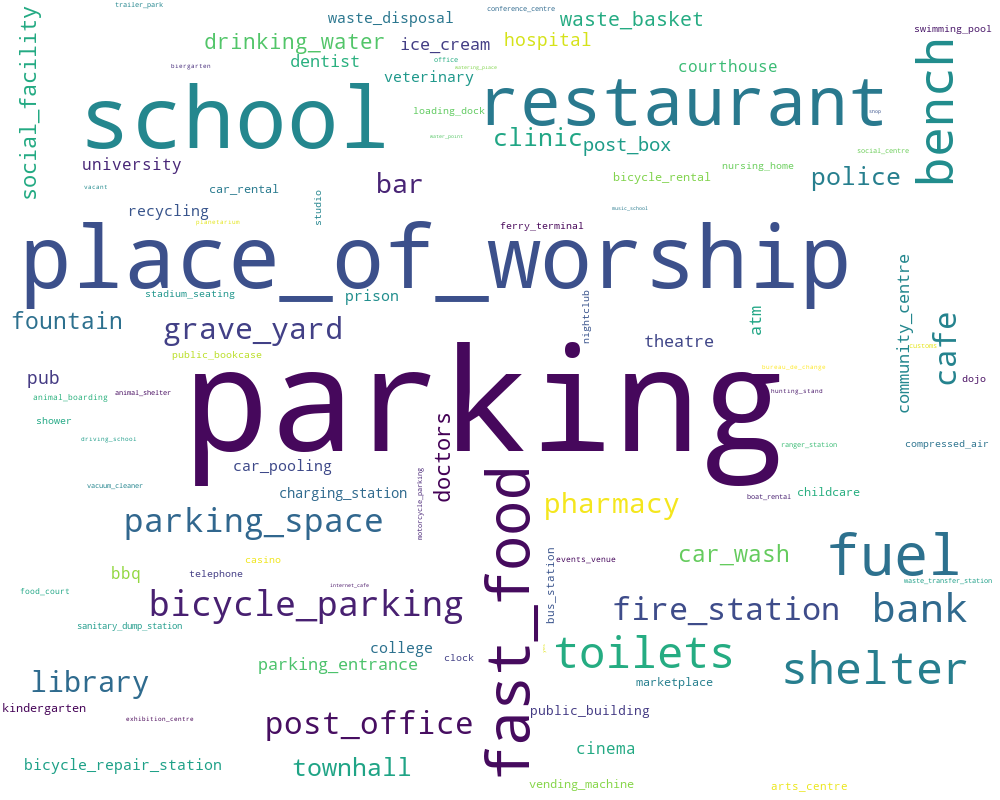 trailer_park
conference_centre
waste_disposal
waste_basket
social_facility
drinking_water
ice_cream
hospital
swimming_pool
dentist
office
biergarten
watering_place
veterinary
courthouse
bench
school
restaurant
loading_dock
shop
water_point
clinic
post_box
social_centre
university
nursing_home
bar
bicycle_rental
police
vacant
car_rental
studio
recycling
music_school
planetarium
ferry_terminal
place_of_worship
stadium_seating
prison
nightclub
community_centre
fountain
grave_yard
atm
cafe
theatre
customs
public_bookcase
parking
bureau_de_change
pub
dojo
animal_boarding
animal_shelter
hunting_stand
shower
doctors
driving_school
ranger_station
compressed_air
car_pooling
vacuum_cleaner
charging_station
motorcycle_parking
fast_food
boat_rental
childcare
parking_space
pharmacy
bbq
casino
telephone
bus_station
events_venue
car_wash
fuel
food_court
internet_cafe
waste_transfer_station
bicycle_parking
fire_station
bank
sanitary_dump_station
college
toilets
library
parking_entrance
clock
marketplace
shelter
kindergarten
exhibition_centre
post_office
public_building
townhall
cinema
bicycle_repair_station
vending_machine
arts_centre